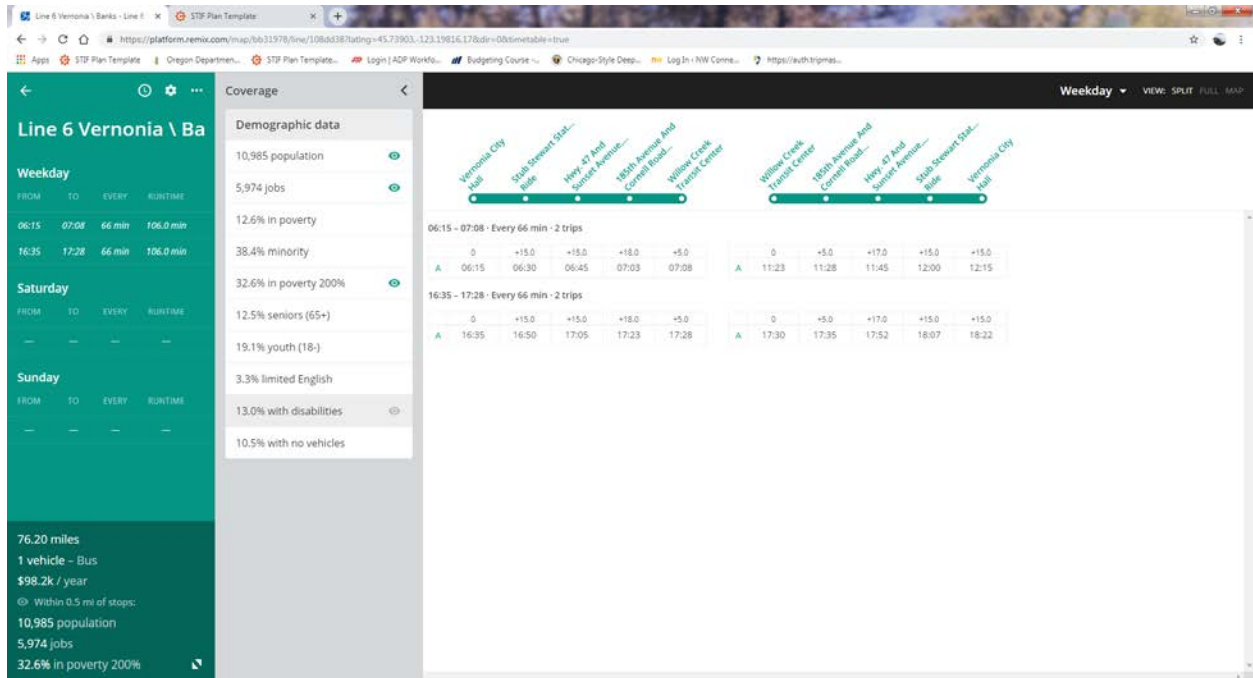 Line 6 Vernonia \ Banks - Line 6
STIF Plan Template
https://platform.remix.com/map/bb31978/line/108dd38?latlng=45.73903,-123.19816,17&dir=0&timetable=true
Apps
STIF Plan Template
Oregon Departmen...
STIF Plan Template...
Login | ADP Workfo...
Budgeting Course -...
Chicago-Style Deep...
Log In - NW Conne...
https://auth.tripmas...
Line 6 Vernonia \ Ba
Weekday
FROM TO EVERY RUNTIME
06:15 07:08 66 min 106.0 min
16:35 17:28 66 min 106.0 min
Saturday
FROM TO EVERY RUNTIME
— — — —
Sunday
FROM TO EVERY RUNTIME
— — — —
76.20 miles
1 vehicle – Bus
$98.2k / year
Within 0.5 mi of stops:
10,985 population
5,974 jobs
32.6% in poverty 200%
Coverage
Demographic data
10,985 population
5,974 jobs
12.6% in poverty
38.4% minority
32.6% in poverty 200%
12.5% seniors (65+)
19.1% youth (18-)
3.3% limited English
13.0% with disabilities
10.5% with no vehicles
Weekday VIEW: SPLIT FULL MAP
Vernonia City
Hall
Stub Stewart Stat...
Ride
Hwy. 47 And
Sunset Avenue...
185th Avenue And
Cornell Road...
Willow Creek
Transit Center
Willow Creek
Transit Center
185th Avenue And
Cornell Road...
Hwy. 47 And
Sunset Avenue...
Stub Stewart Stat...
Ride
Vernonia City
Hall
06:15 – 07:08 · Every 66 min · 2 trips
0 +15.0 +15.0 +18.0 +5.0 0 +5.0 +17.0 +15.0 +15.0
A 06:15 06:30 06:45 07:03 07:08 A 11:23 11:28 11:45 12:00 12:15
16:35 – 17:28 · Every 66 min · 2 trips
0 +15.0 +15.0 +18.0 +5.0 0 +5.0 +17.0 +15.0 +15.0
A 16:35 16:50 17:05 17:23 17:28 A 17:30 17:35 17:52 18:07 18:22